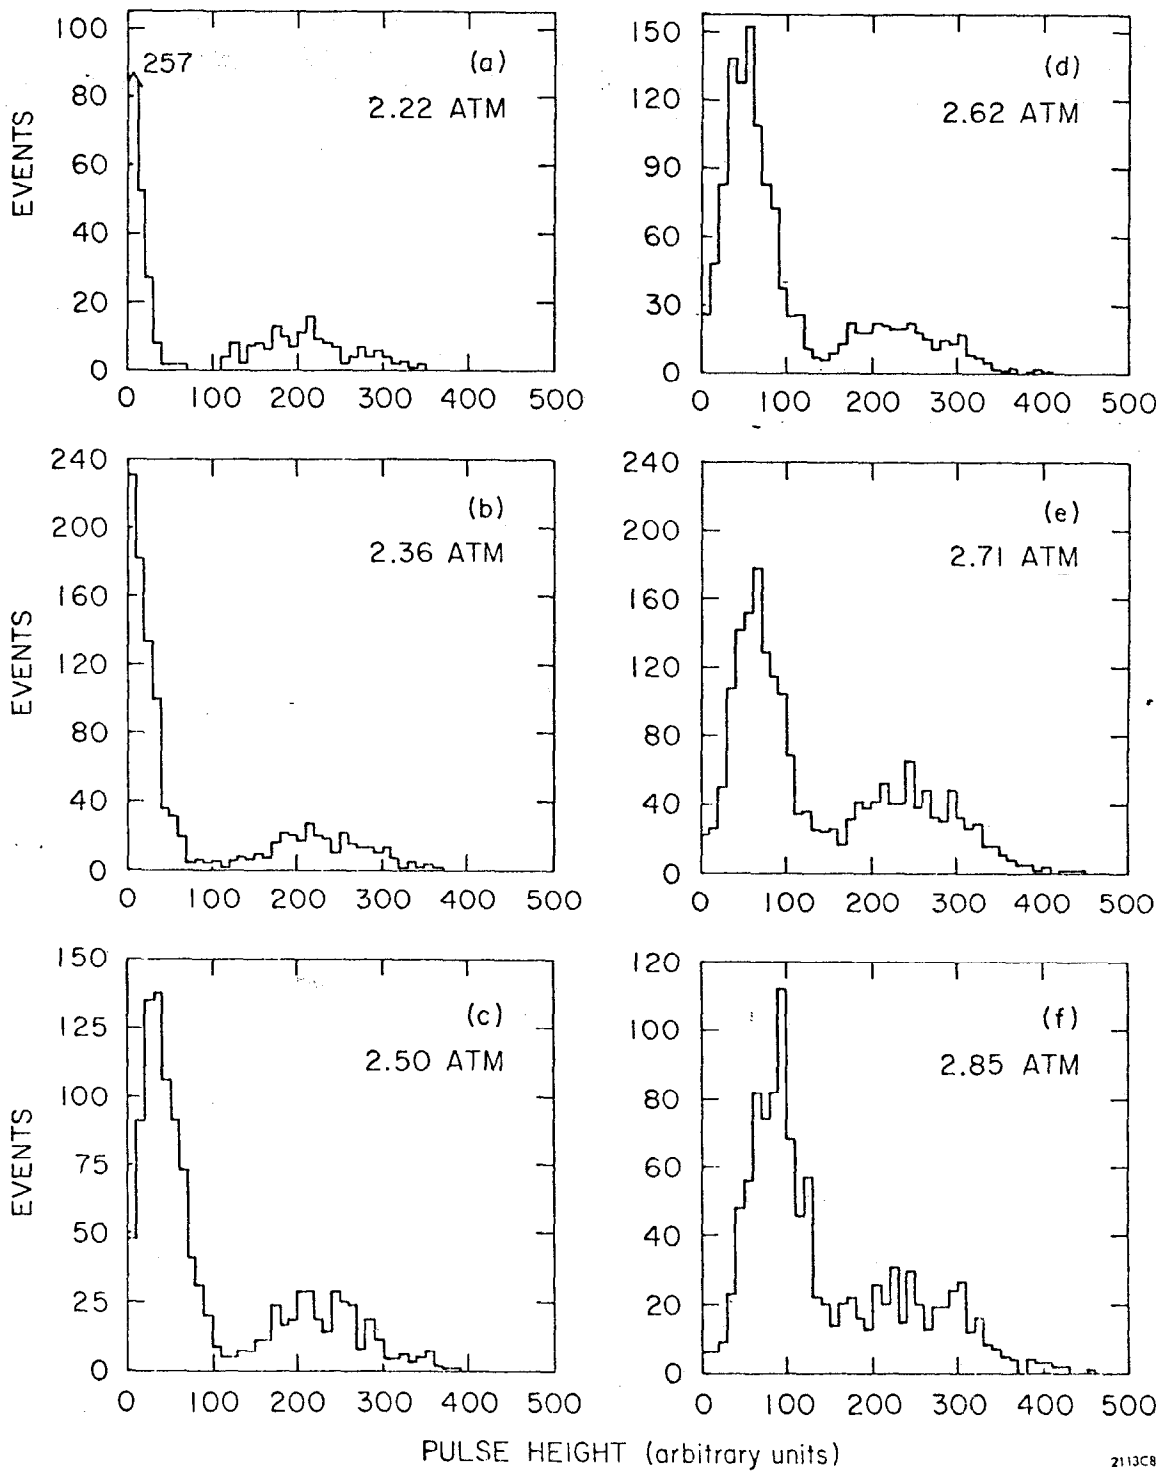 100
80
60
40
20
0
EVENTS
257
(a)
2.22 ATM
0 100 200 300 400 500
150
120
90
60
30
0
(d)
2.62 ATM
0 100 200 300 400 500
240
200
160
120
80
40
0
EVENTS
(b)
2.36 ATM
0 100 200 300 400 500
240
200
160
120
80
40
0
(e)
2.71 ATM
0 100 200 300 400 500
150
125
100
75
50
25
0
EVENTS
(c)
2.50 ATM
0 100 200 300 400 500
120
100
80
60
40
20
0
(f)
2.85 ATM
0 100 200 300 400 500
PULSE HEIGHT (arbitrary units)
2113C8